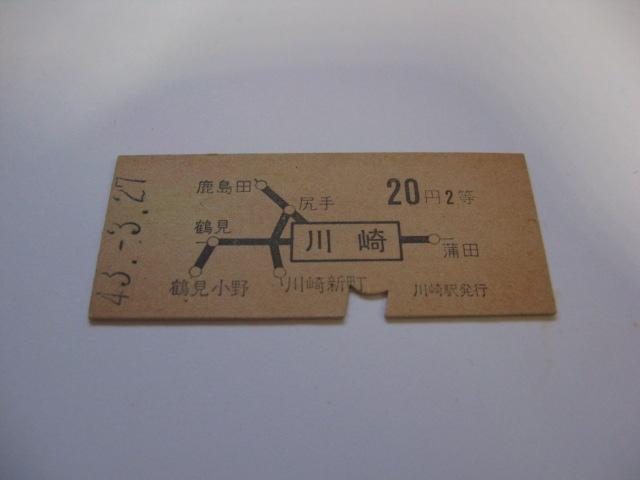 43.-3.27
鹿島田
尻手
20円2等
鶴見
川崎
蒲田
鶴見小野
川崎新町
川崎駅発行